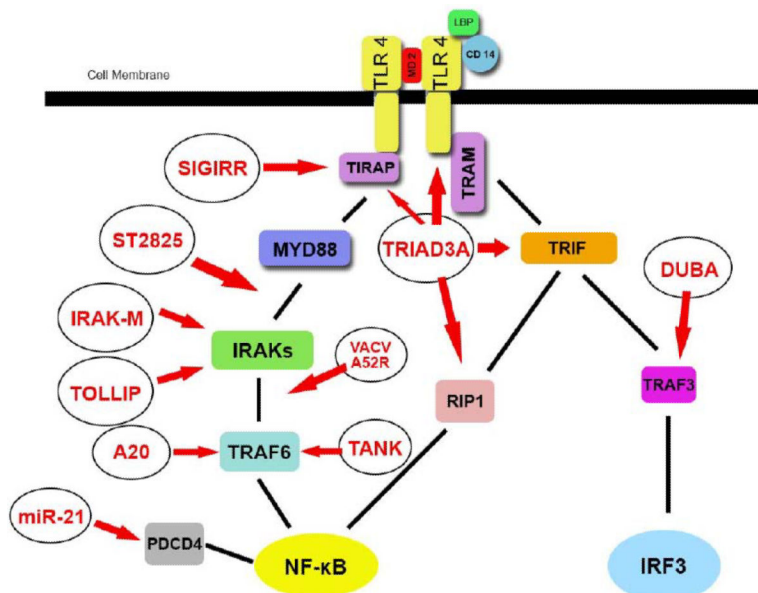 LBP
TLR 4
MD 2
TLR 4
CD 14
Cell Membrane
SIGIRR
TIRAP
TRAM
ST2825
MYD88
TRIAD3A
TRIF
DUBA
IRAK-M
IRAKs
VACV
A52R
TOLLIP
RIP1
TRAF3
A20
TRAF6
TANK
miR-21
PDCD4
NF-κB
IRF3